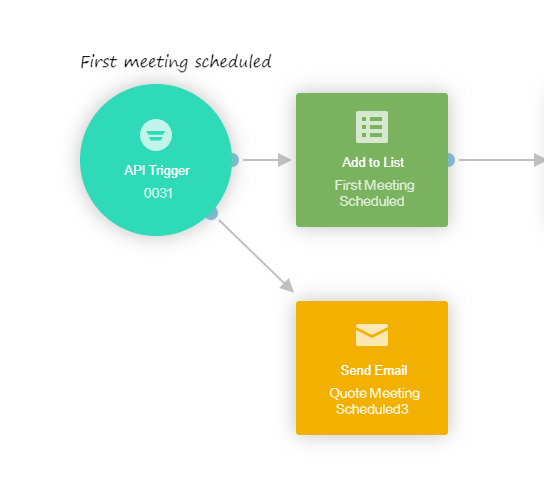 First meeting scheduled
API Trigger
0031
Add to List
First Meeting
Scheduled
Send Email
Quote Meeting
Scheduled3